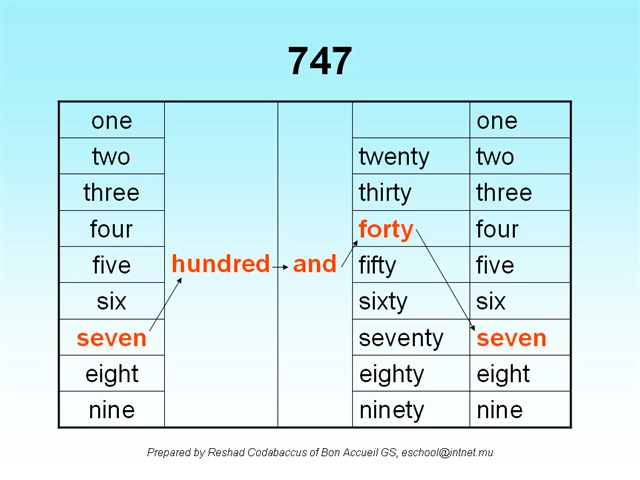 747
one one
two twenty two
three thirty three
four forty four
five hundred and fifty five
six sixty six
seven seventy seven
eight eighty eight
nine ninety nine
Prepared by Reshad Codabaccus of Bon Accueil GS, eschool@intnet.mu